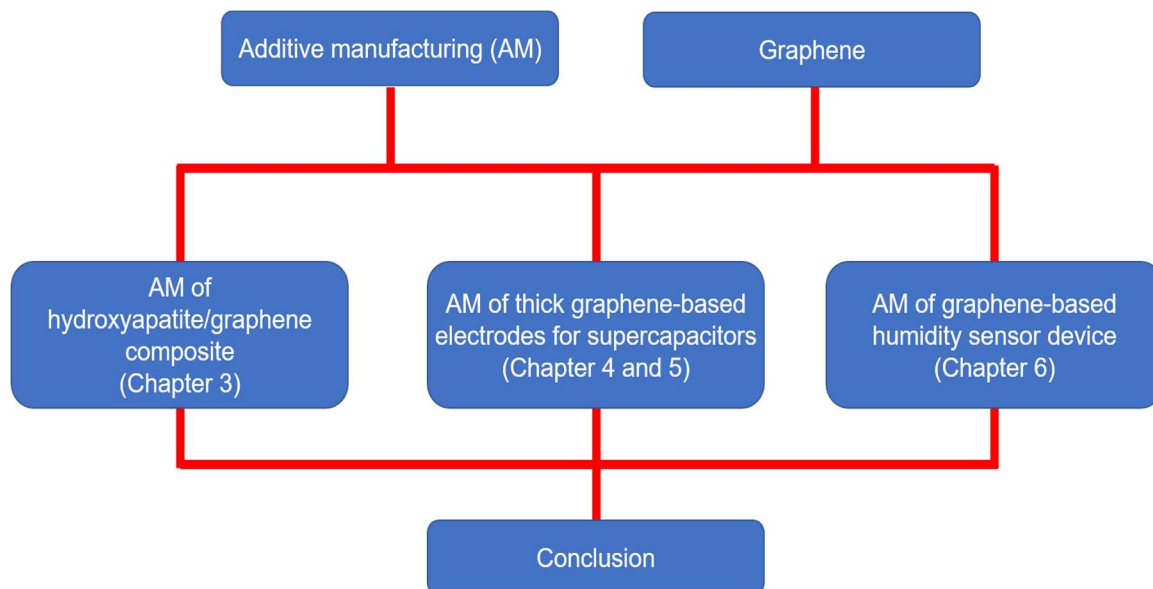 Additive manufacturing (AM)
Graphene
AM of
hydroxyapatite/graphene
composite
(Chapter 3)
AM of thick graphene-based
electrodes for supercapacitors
(Chapter 4 and 5)
AM of graphene-based
humidity sensor device
(Chapter 6)
Conclusion